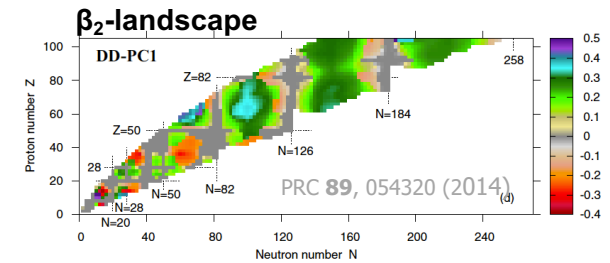 β₂-landscape
DD-PC1
Proton number Z
100
80
60
40
20
0
Z=82
Z=50
28
N=20
N=28
N=50
N=82
N=126
N=184
258
PRC 89, 054320 (2014)
(d)
0 40 80 120 160 200 240
Neutron number N
0.5
0.4
0.3
0.2
0.1
0
-0.1
-0.2
-0.3
-0.4